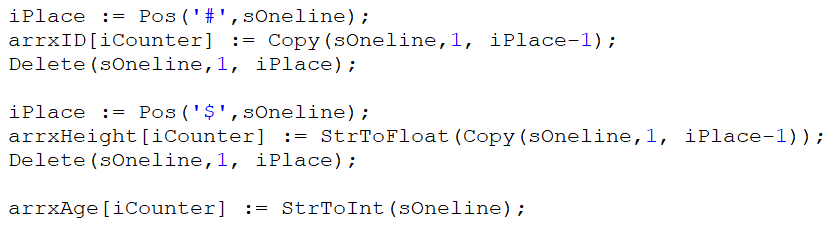 iPlace := Pos('#',sOneline);
arrxID[iCounter] := Copy(sOneline,1, iPlace-1);
Delete(sOneline,1, iPlace);
iPlace := Pos('$',sOneline);
arrxHeight[iCounter] := StrToFloat(Copy(sOneline,1, iPlace-1));
Delete(sOneline,1, iPlace);
arrxAge[iCounter] := StrToInt(sOneline);